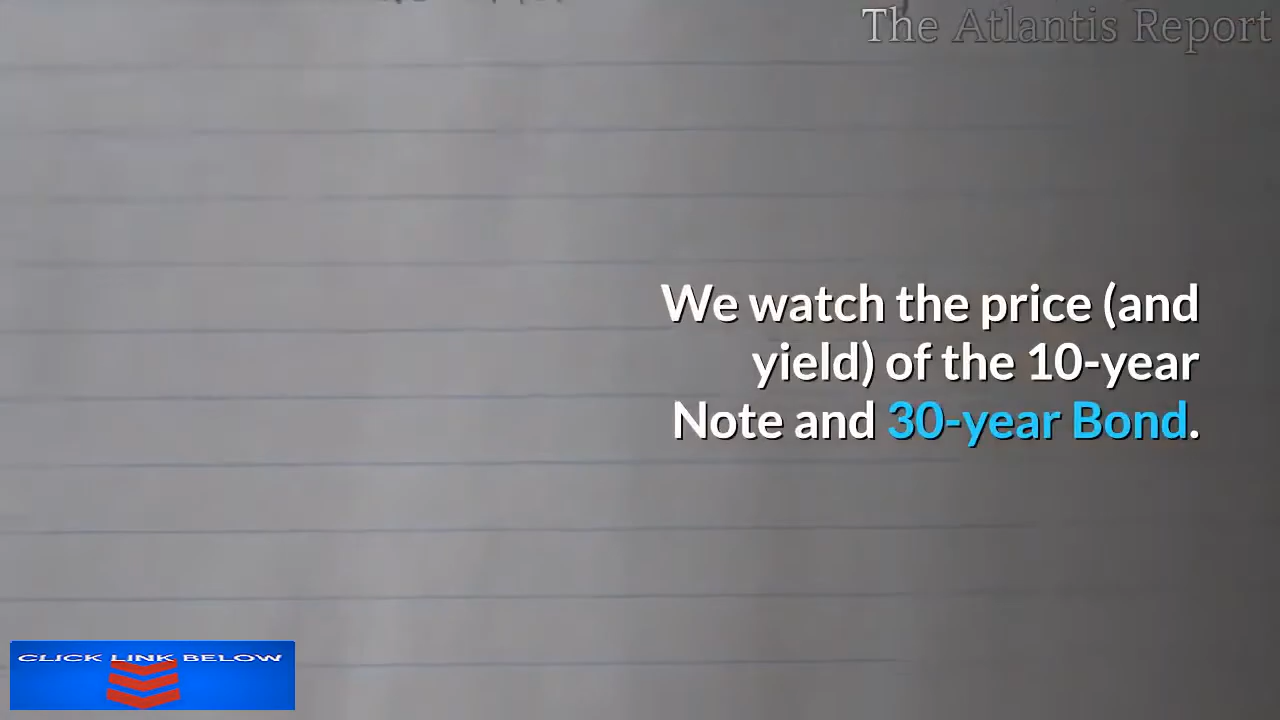 The Atlantis Report
We watch the price (and
yield) of the 10-year
Note and 30-year Bond.
CLICK LINK BELOW